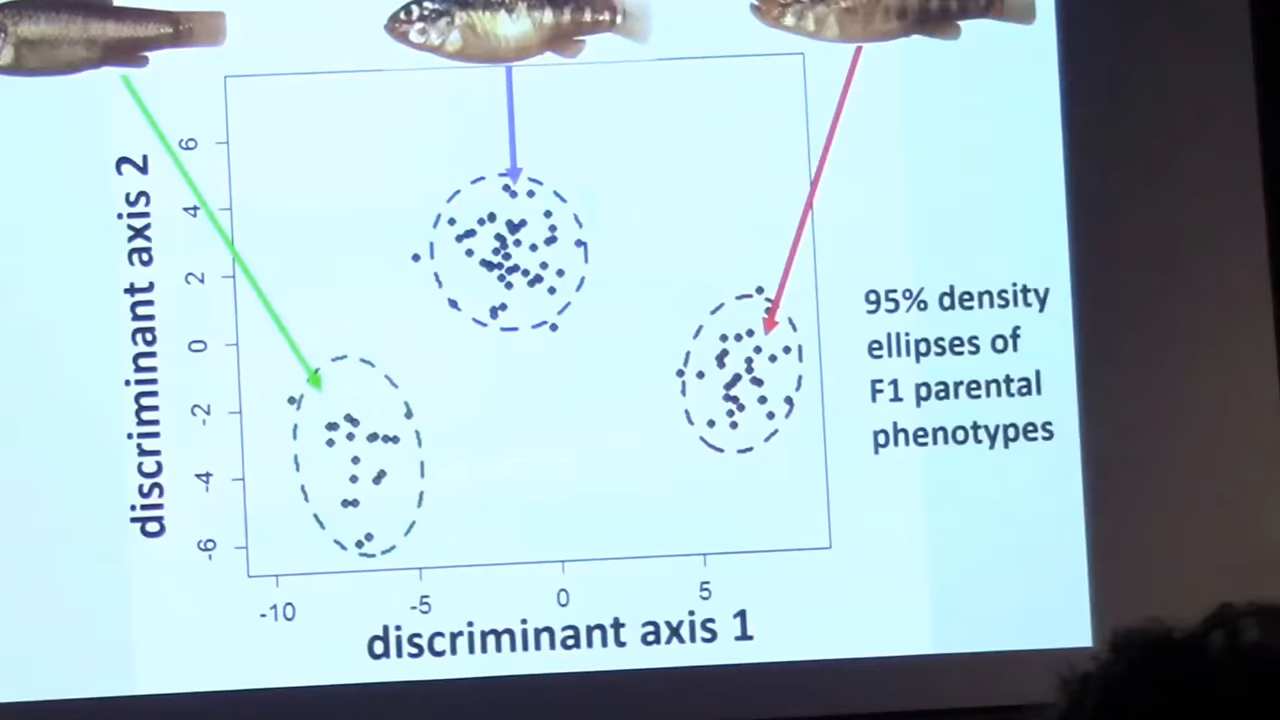 discriminant axis 2
6
4
2
0
-2
-4
-6
-10
-5
0
5
discriminant axis 1
95% density
ellipses of
F1 parental
phenotypes